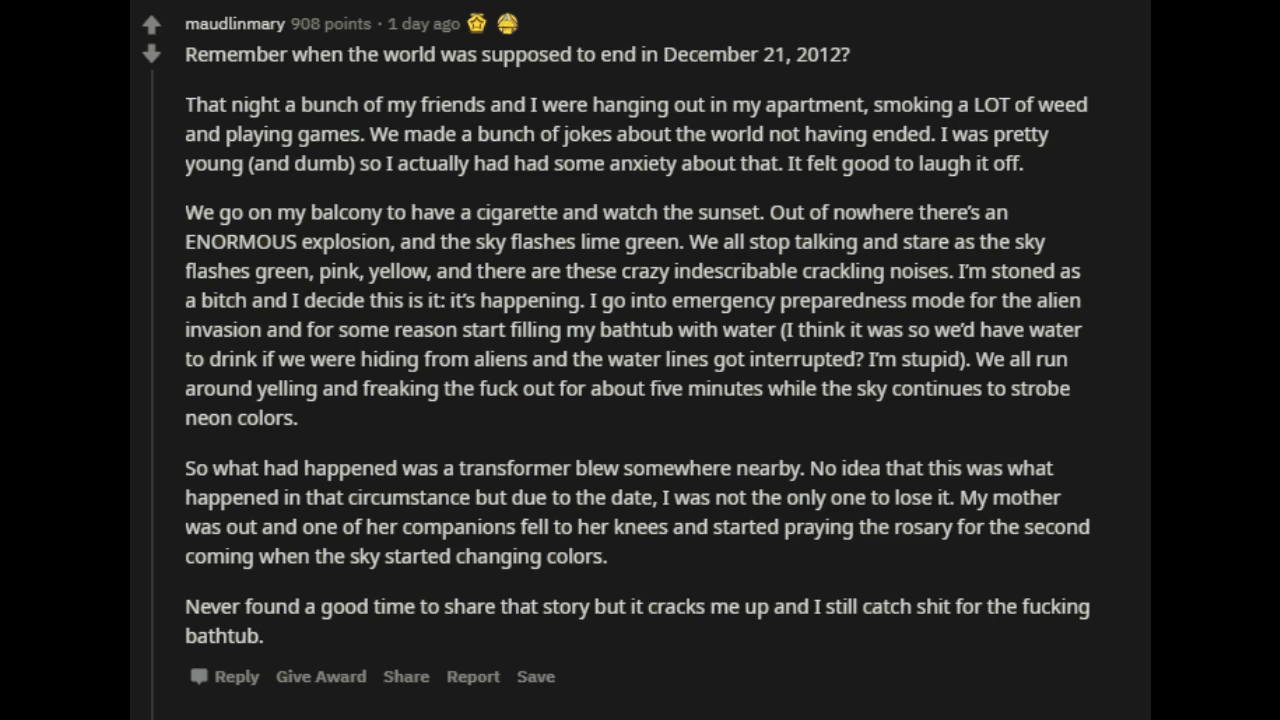 maudlinmary 908 points · 1 day ago
Remember when the world was supposed to end in December 21, 2012?
That night a bunch of my friends and I were hanging out in my apartment, smoking a LOT of weed
and playing games. We made a bunch of jokes about the world not having ended. I was pretty
young (and dumb) so I actually had had some anxiety about that. It felt good to laugh it off.
We go on my balcony to have a cigarette and watch the sunset. Out of nowhere there’s an
ENORMOUS explosion, and the sky flashes lime green. We all stop talking and stare as the sky
flashes green, pink, yellow, and there are these crazy indescribable crackling noises. I’m stoned as
a bitch and I decide this is it: it’s happening. I go into emergency preparedness mode for the alien
invasion and for some reason start filling my bathtub with water (I think it was so we’d have water
to drink if we were hiding from aliens and the water lines got interrupted? I’m stupid). We all run
around yelling and freaking the fuck out for about five minutes while the sky continues to strobe
neon colors.
So what had happened was a transformer blew somewhere nearby. No idea that this was what
happened in that circumstance but due to the date, I was not the only one to lose it. My mother
was out and one of her companions fell to her knees and started praying the rosary for the second
coming when the sky started changing colors.
Never found a good time to share that story but it cracks me up and I still catch shit for the fucking
bathtub.
Reply Give Award Share Report Save